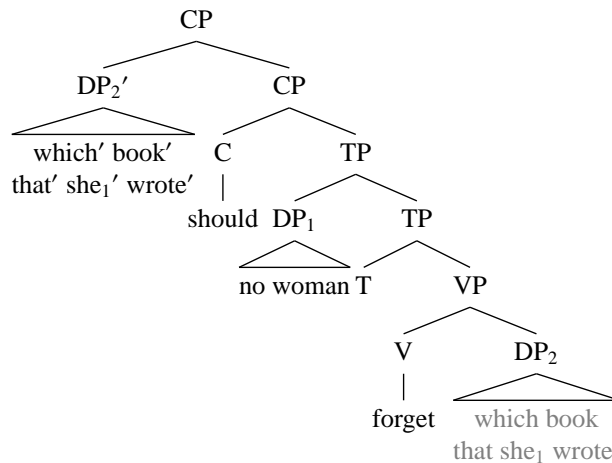 CP
DP₂′ CP
which′ book′ C TP
that′ she₁′ wrote′
should DP₁ TP
no woman T VP
V DP₂
forget which book
that she₁ wrote